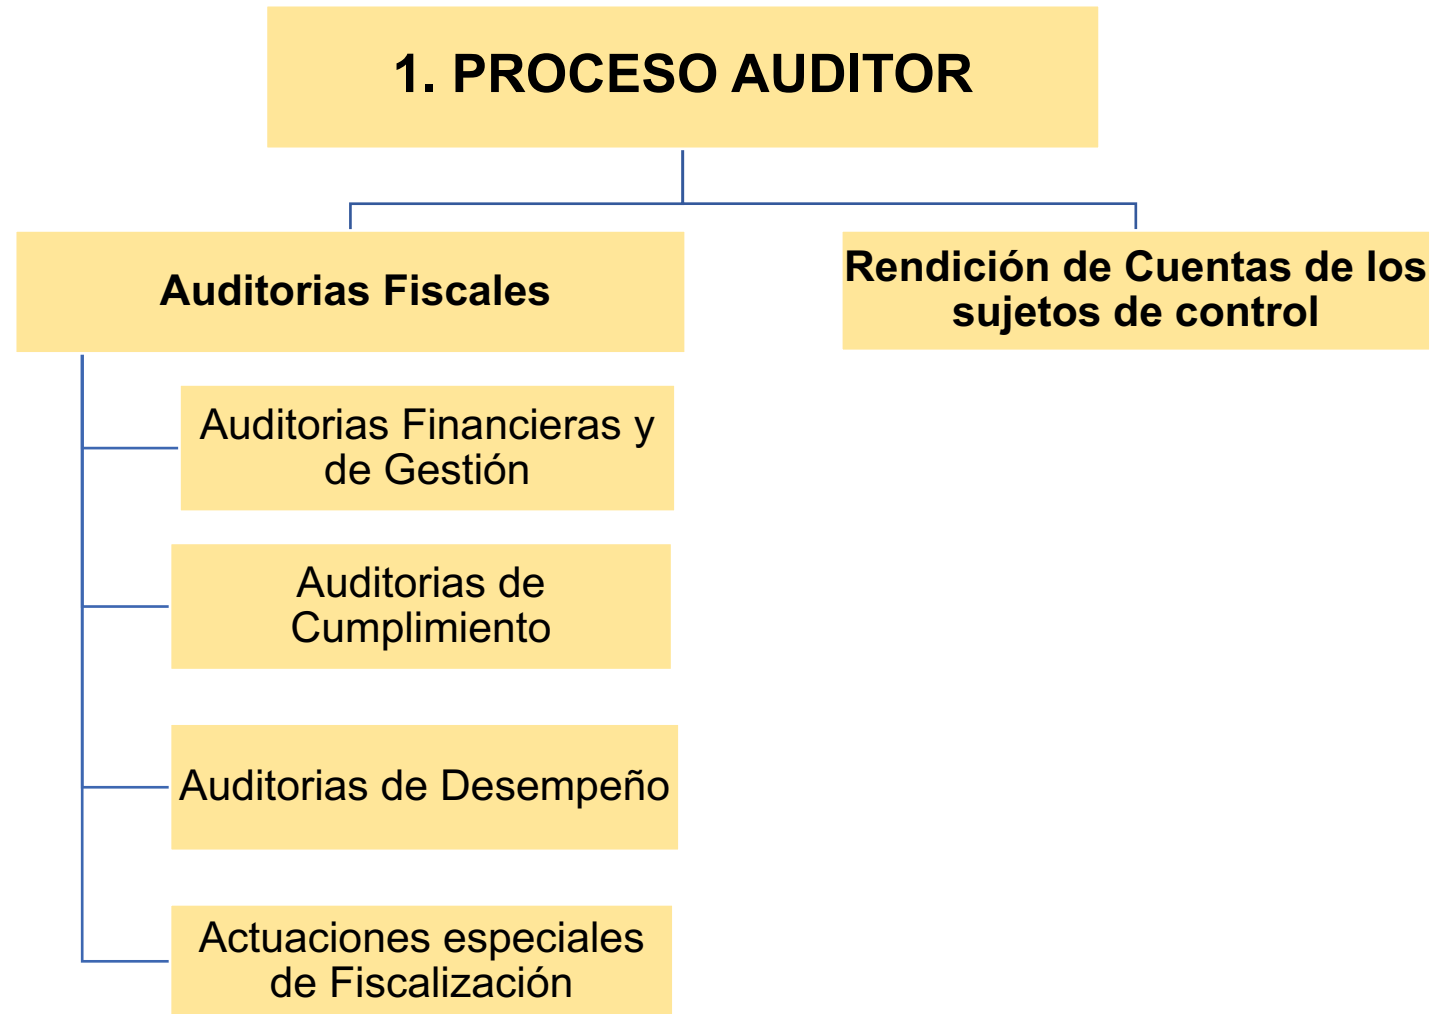 1. PROCESO AUDITOR
Auditorias Fiscales
Auditorias Financieras y
de Gestión
Auditorias de
Cumplimiento
Auditorias de Desempeño
Actuaciones especiales
de Fiscalización
Rendición de Cuentas de los
sujetos de control